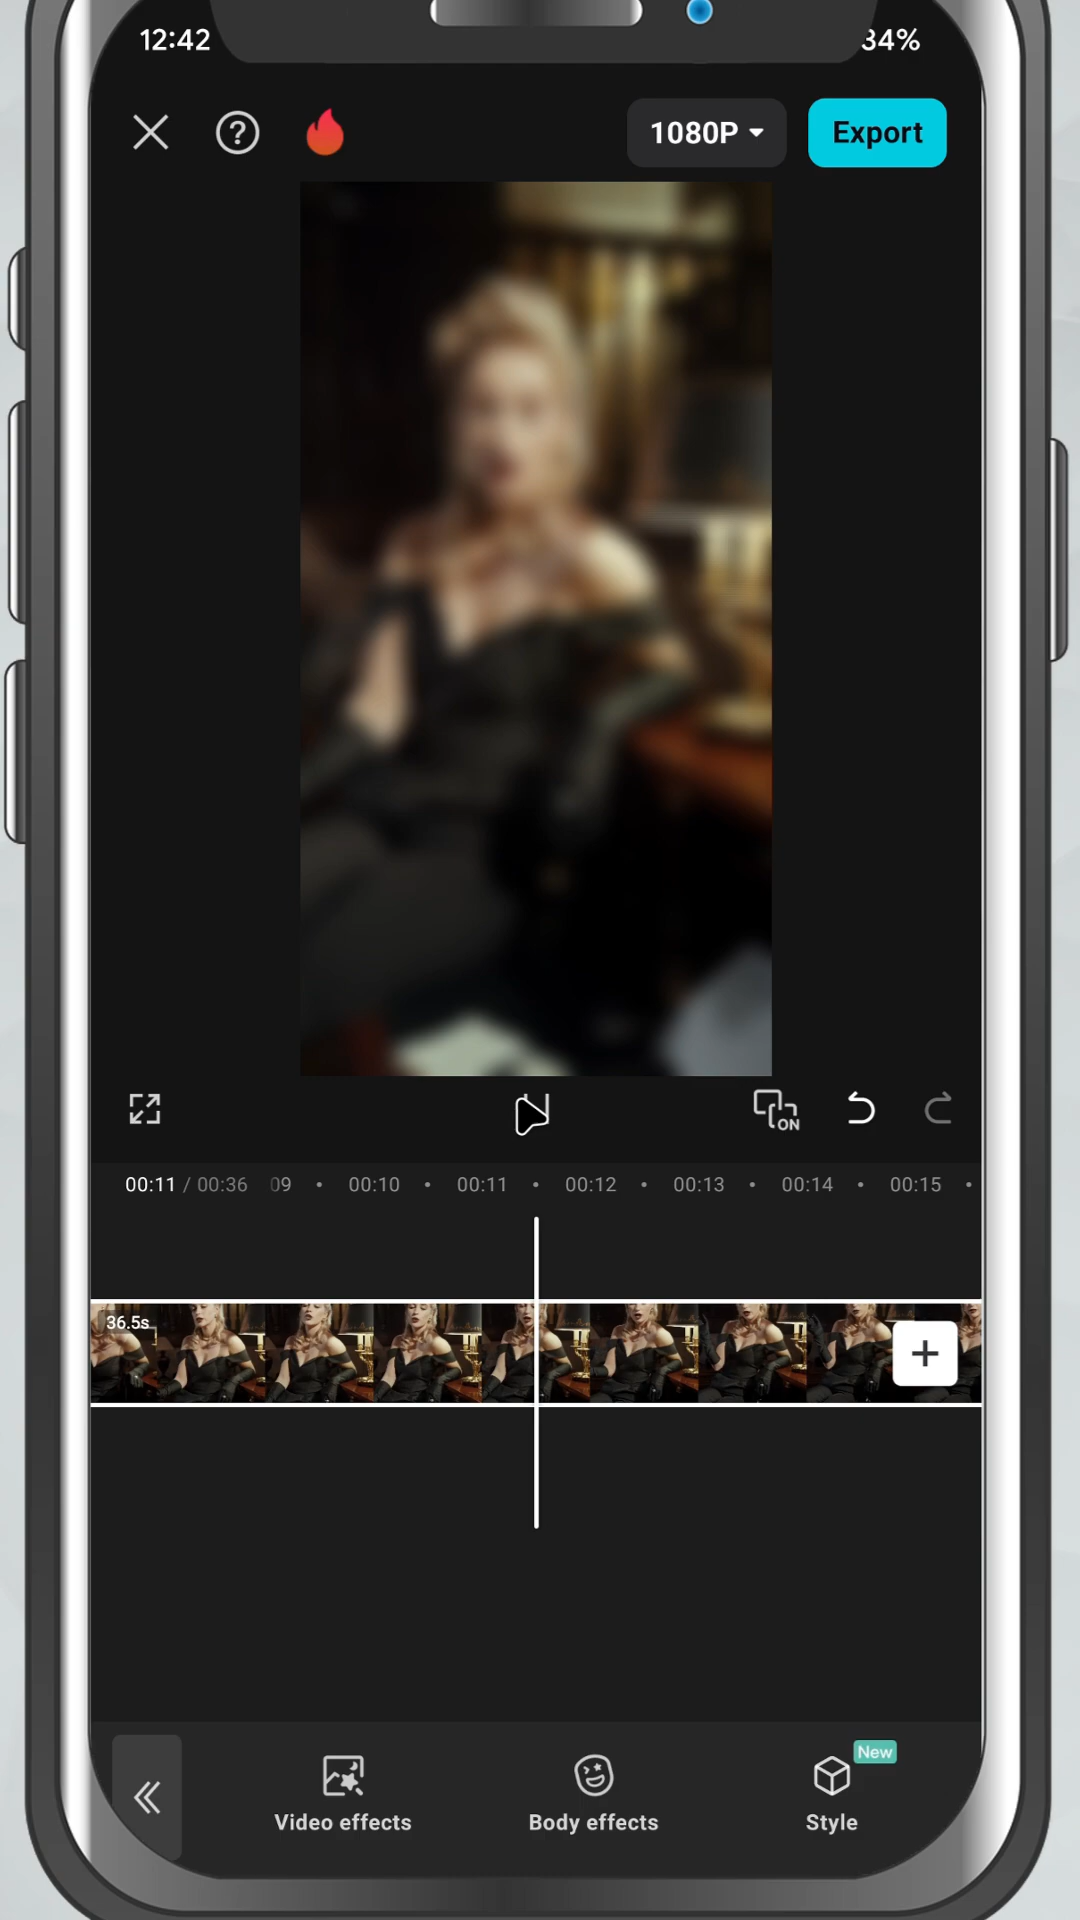 12:42
34%
1080P
Export
ON
00:11 / 00:36 09 00:10 00:11 00:12 00:13 00:14 00:15
36.5s
New
Video effects
Body effects
Style